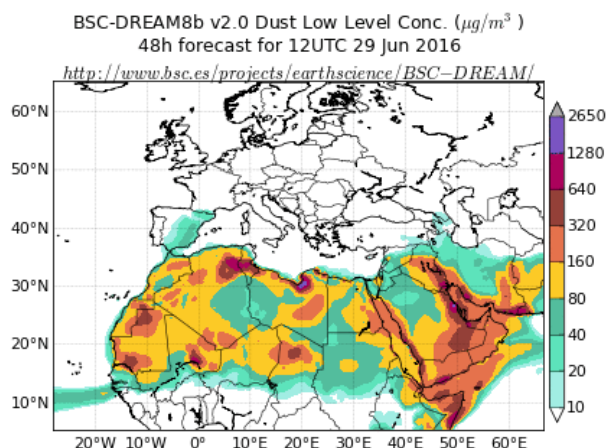 BSC-DREAM8b v2.0 Dust Low Level Conc. (μg/m³ )
48h forecast for 12UTC 29 Jun 2016
http://www.bsc.es/projects/earthscience/BSC−DREAM/
60°N
50°N
40°N
30°N
20°N
10°N
20°W 10°W 0° 10°E 20°E 30°E 40°E 50°E 60°E
2650
1280
640
320
160
80
40
20
10